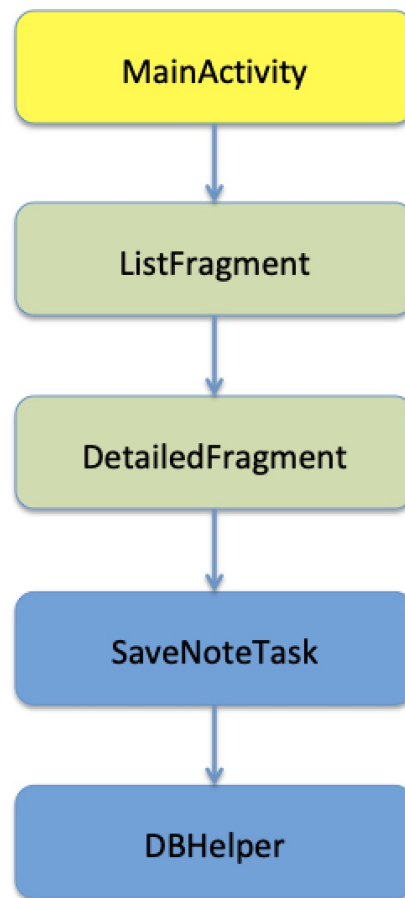 MainActivity
ListFragment
DetailedFragment
SaveNoteTask
DBHelper